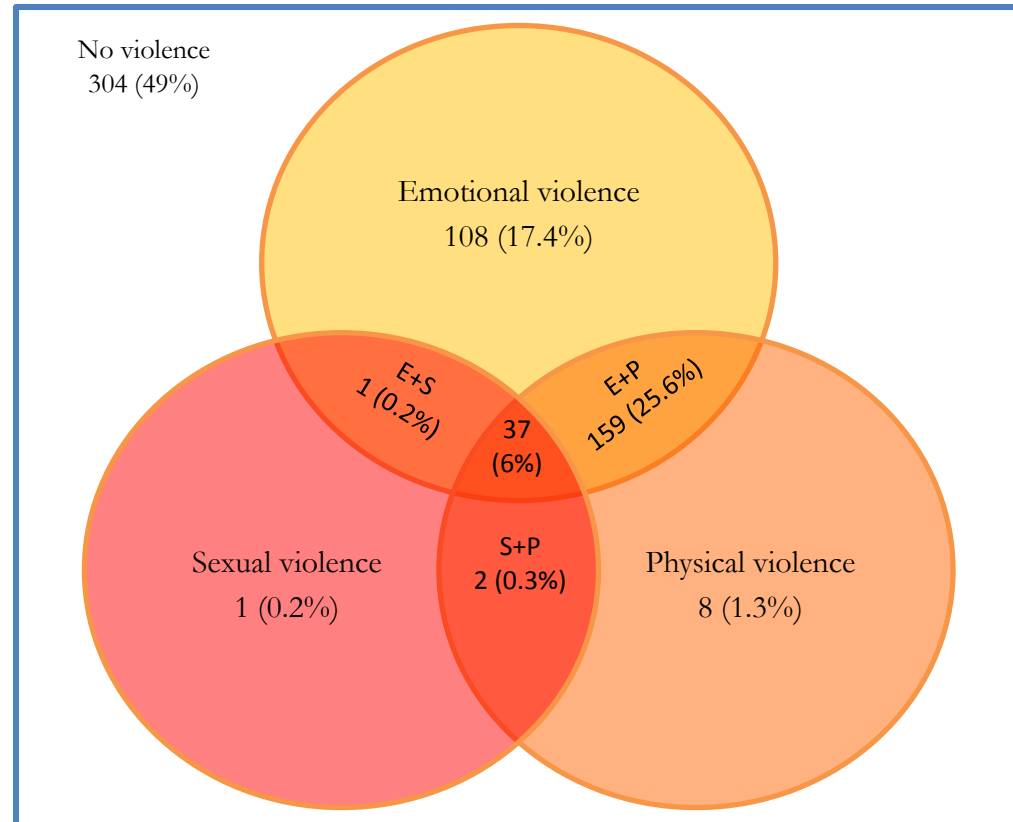 No violence
304 (49%)
Emotional violence
108 (17.4%)
E+S
1 (0.2%)
E+P
159 (25.6%)
37
(6%)
S+P
2 (0.3%)
Sexual violence
1 (0.2%)
Physical violence
8 (1.3%)